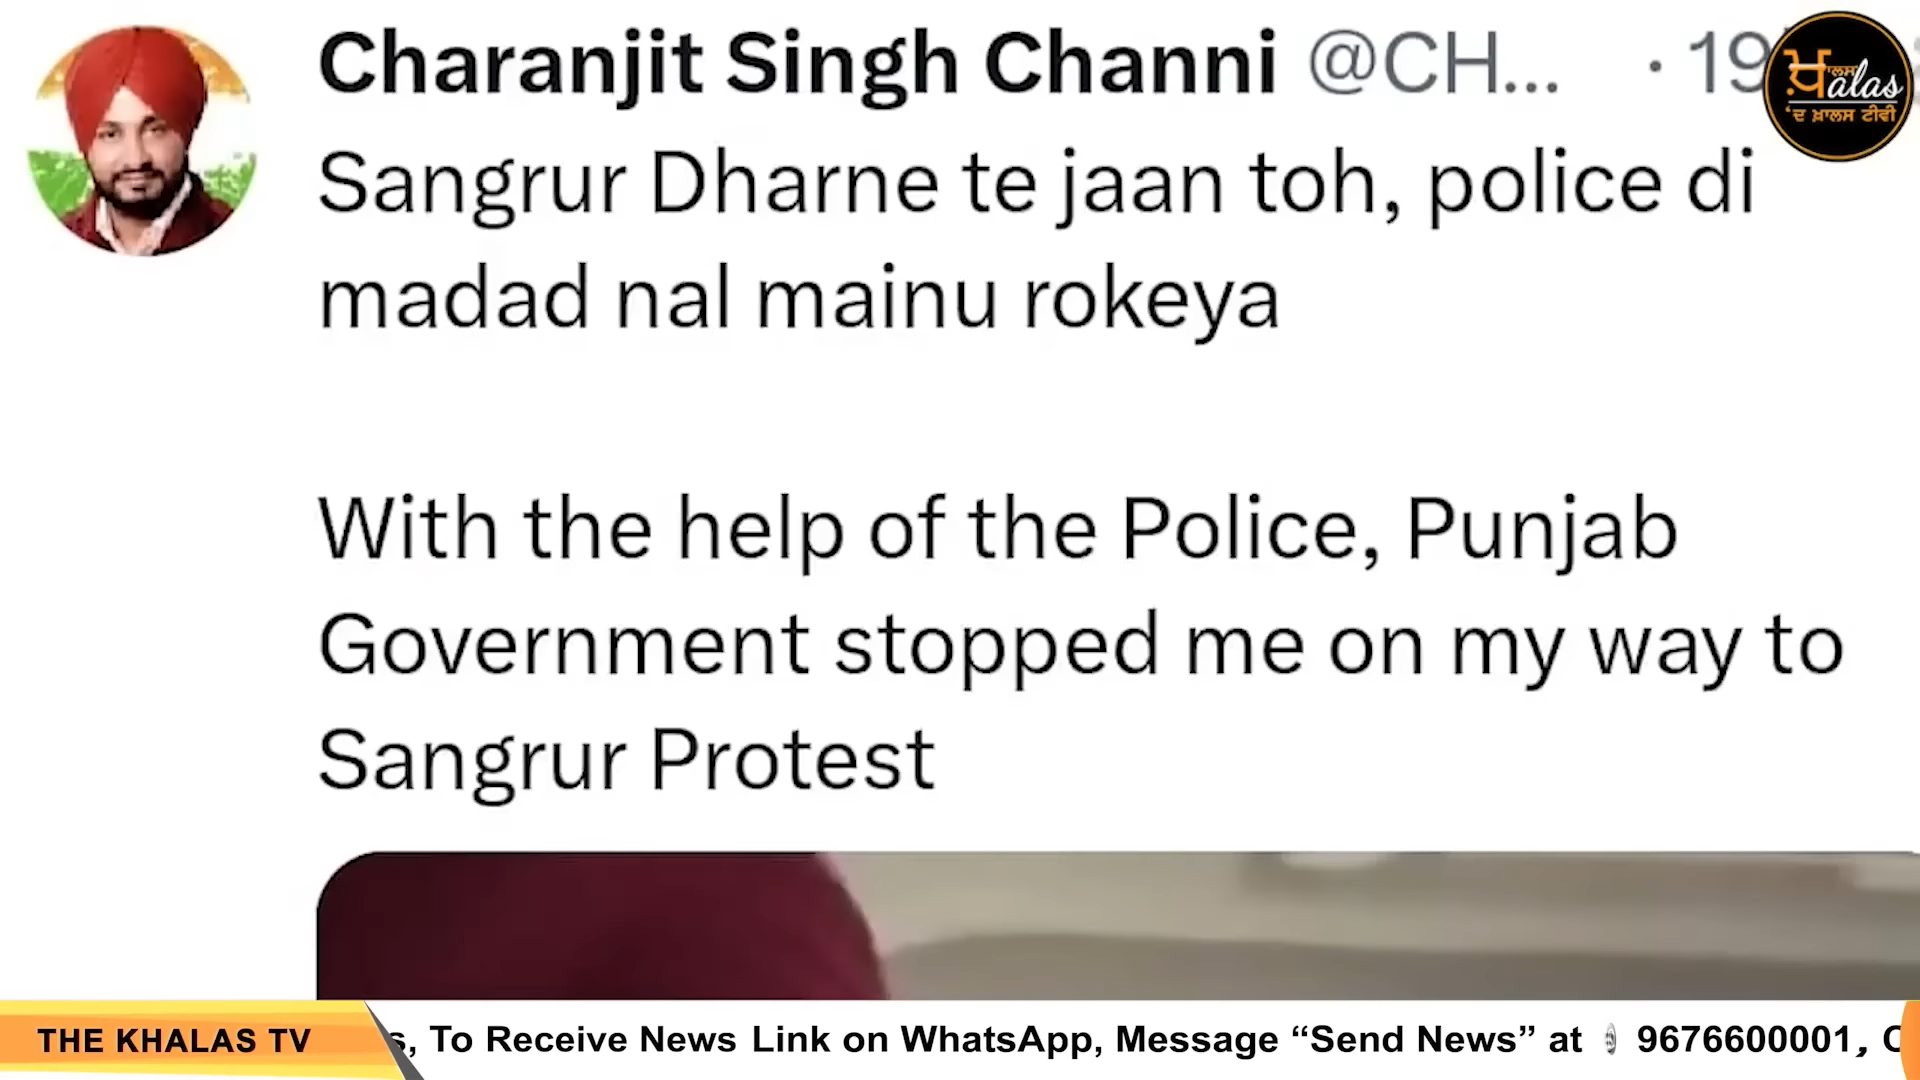 Charanjit Singh Channi @CH... · 19
Sangrur Dharne te jaan toh, police di
madad nal mainu rokeya
With the help of the Police, Punjab
Government stopped me on my way to
Sangrur Protest
ਖ਼ਾਲਸ alas
'ਦ ਖ਼ਾਲਸ ਟੀਵੀ
THE KHALAS TV
s, To Receive News Link on WhatsApp, Message “Send News” at 9676600001, C